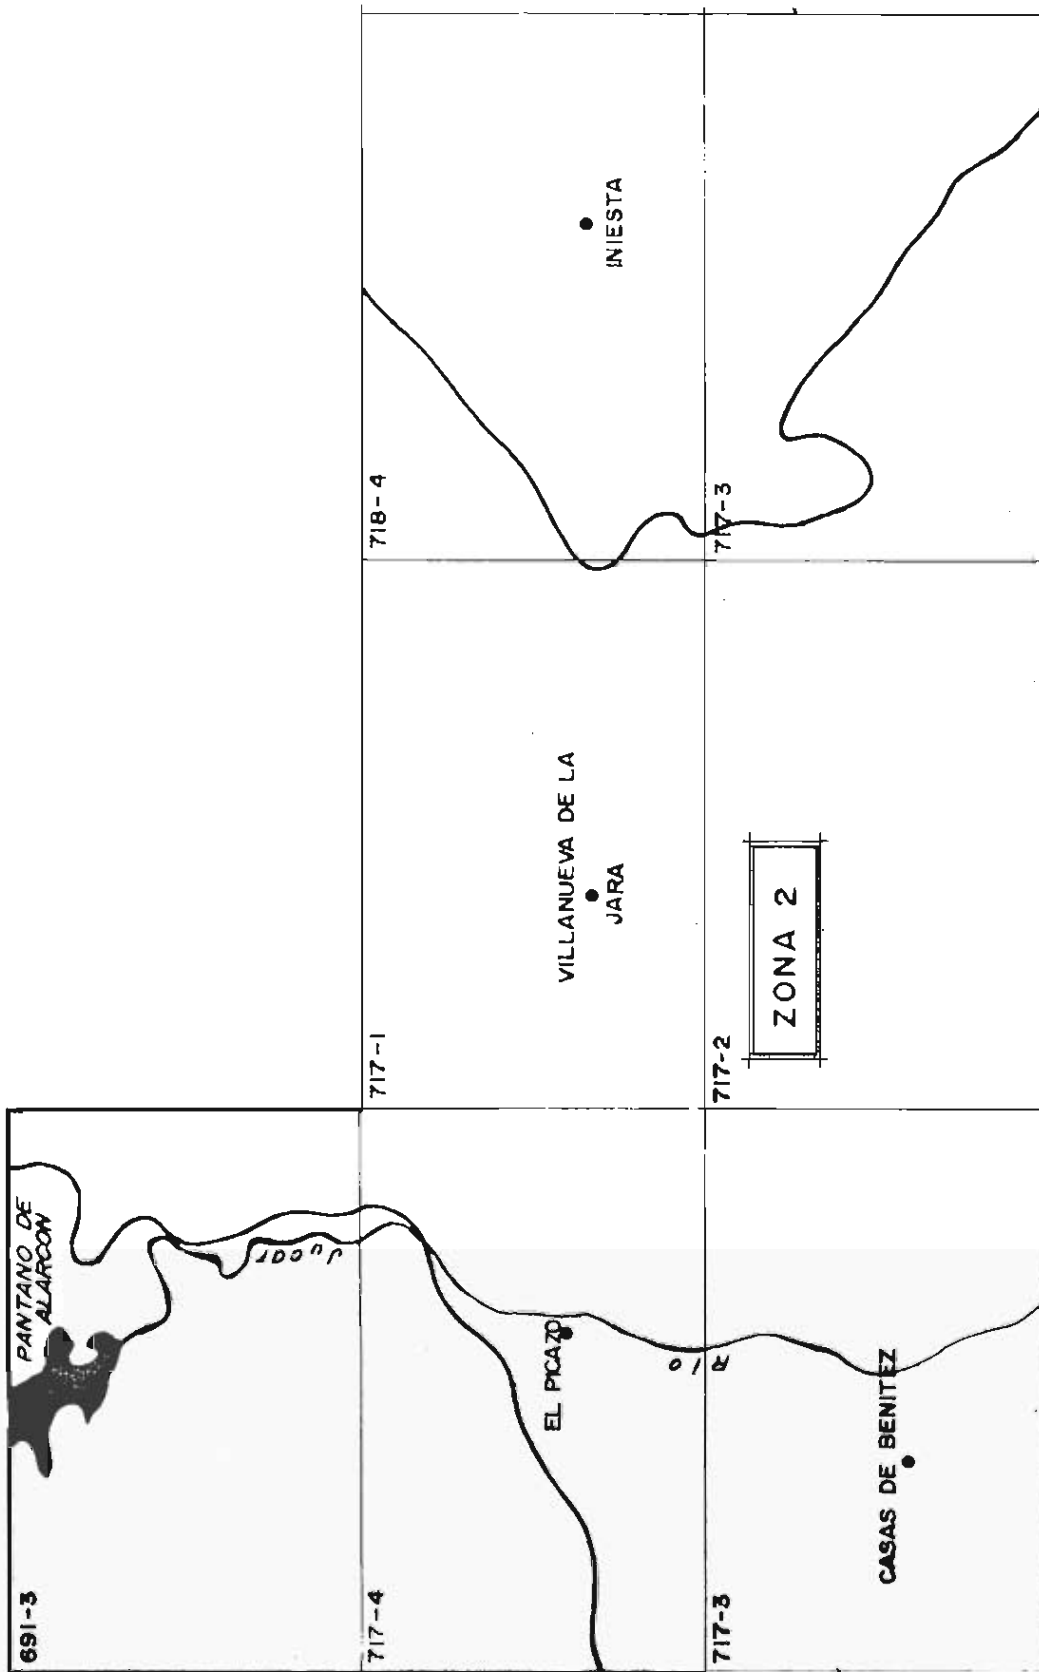 691-3
PANTANO DE
ALARCON
Jucar
717-4
717-1
718-4
EL PICAZO
VILLANUEVA DE LA
JARA
INIESTA
RIO
717-3
717-2
717-3
CASAS DE BENITEZ
ZONA 2